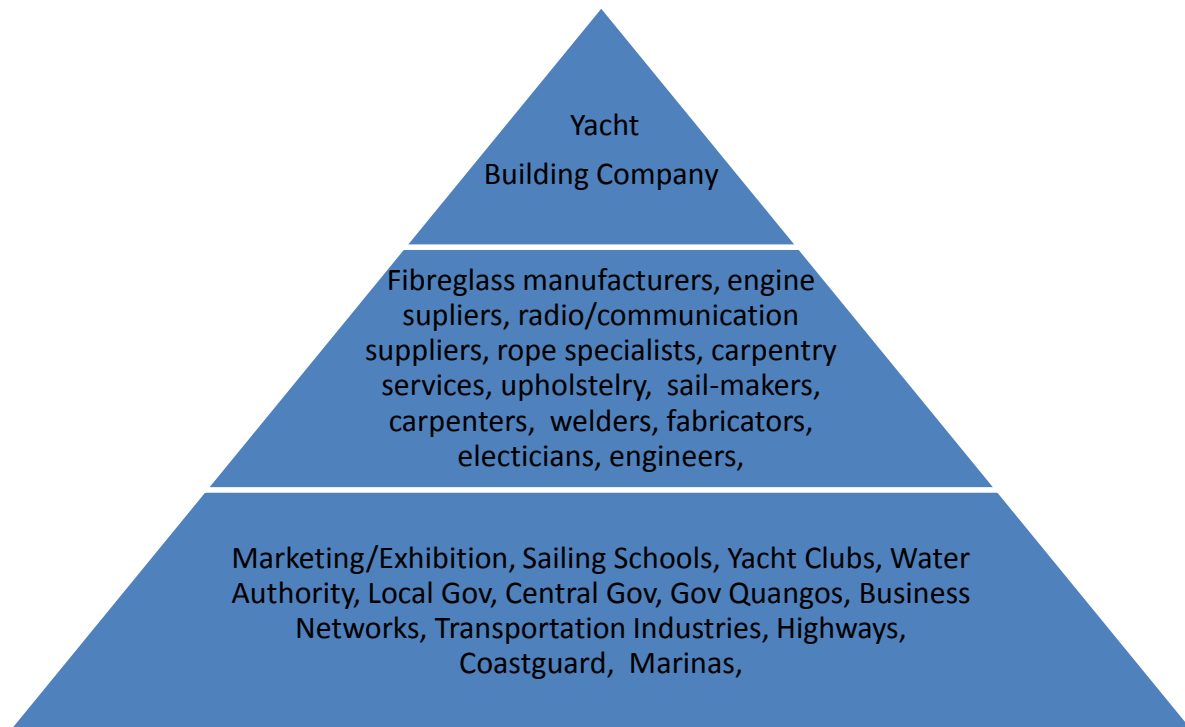 Yacht
Building Company
Fibreglass manufacturers, engine
supliers, radio/communication
suppliers, rope specialists, carpentry
services, upholstelry,  sail-makers,
carpenters,  welders, fabricators,
electicians, engineers,
Marketing/Exhibition, Sailing Schools, Yacht Clubs, Water
Authority, Local Gov, Central Gov, Gov Quangos, Business
Networks, Transportation Industries, Highways,
Coastguard,  Marinas,